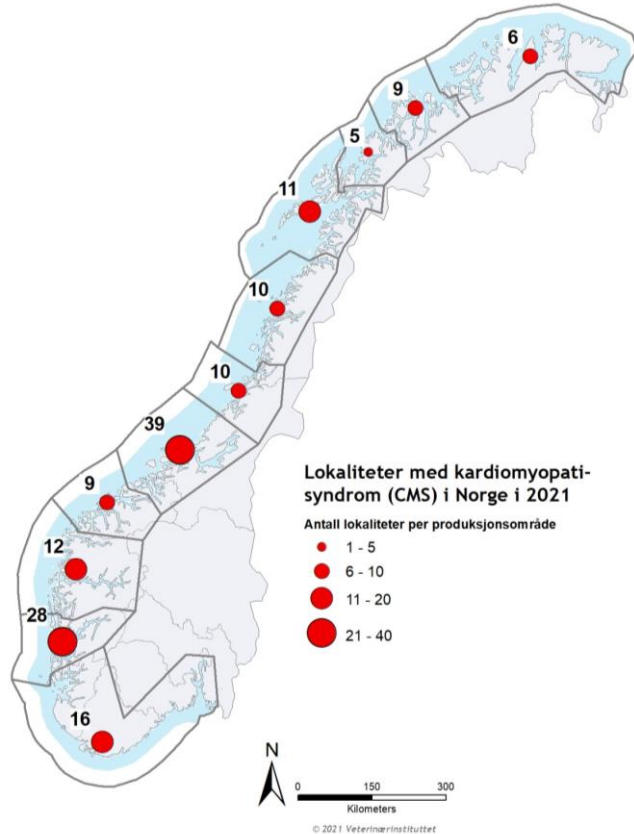 6
9
5
11
10
10
39
9
12
28
16
Lokaliteter med kardiomyopati-
syndrom (CMS) i Norge i 2021
Antall lokaliteter per produksjonsområde
1 - 5
6 - 10
11 - 20
21 - 40
N
0 150 300
Kilometers
© 2021 Veterinærinstituttet